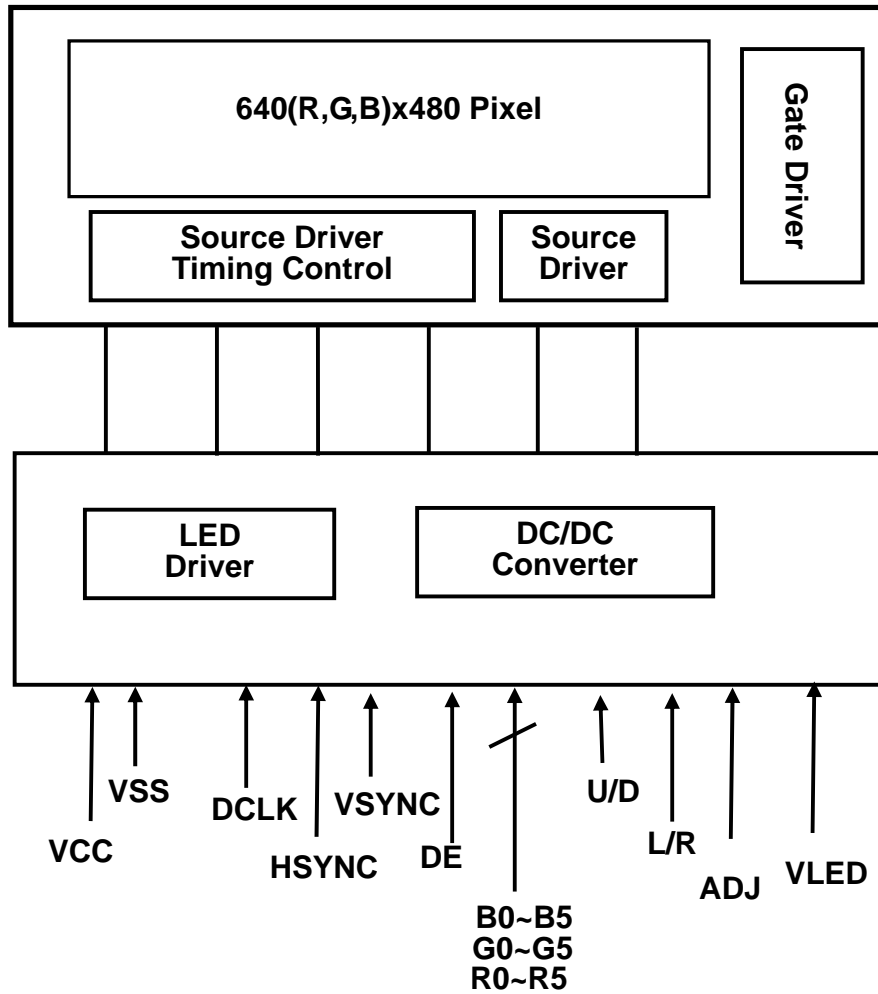 640(R,G,B)x480 Pixel
Gate Driver
Source Driver
Timing Control
Source
Driver
LED
Driver
DC/DC
Converter
VSS
DCLK
VSYNC
U/D
VCC
HSYNC
DE
L/R
ADJ
VLED
B0~B5
G0~G5
R0~R5